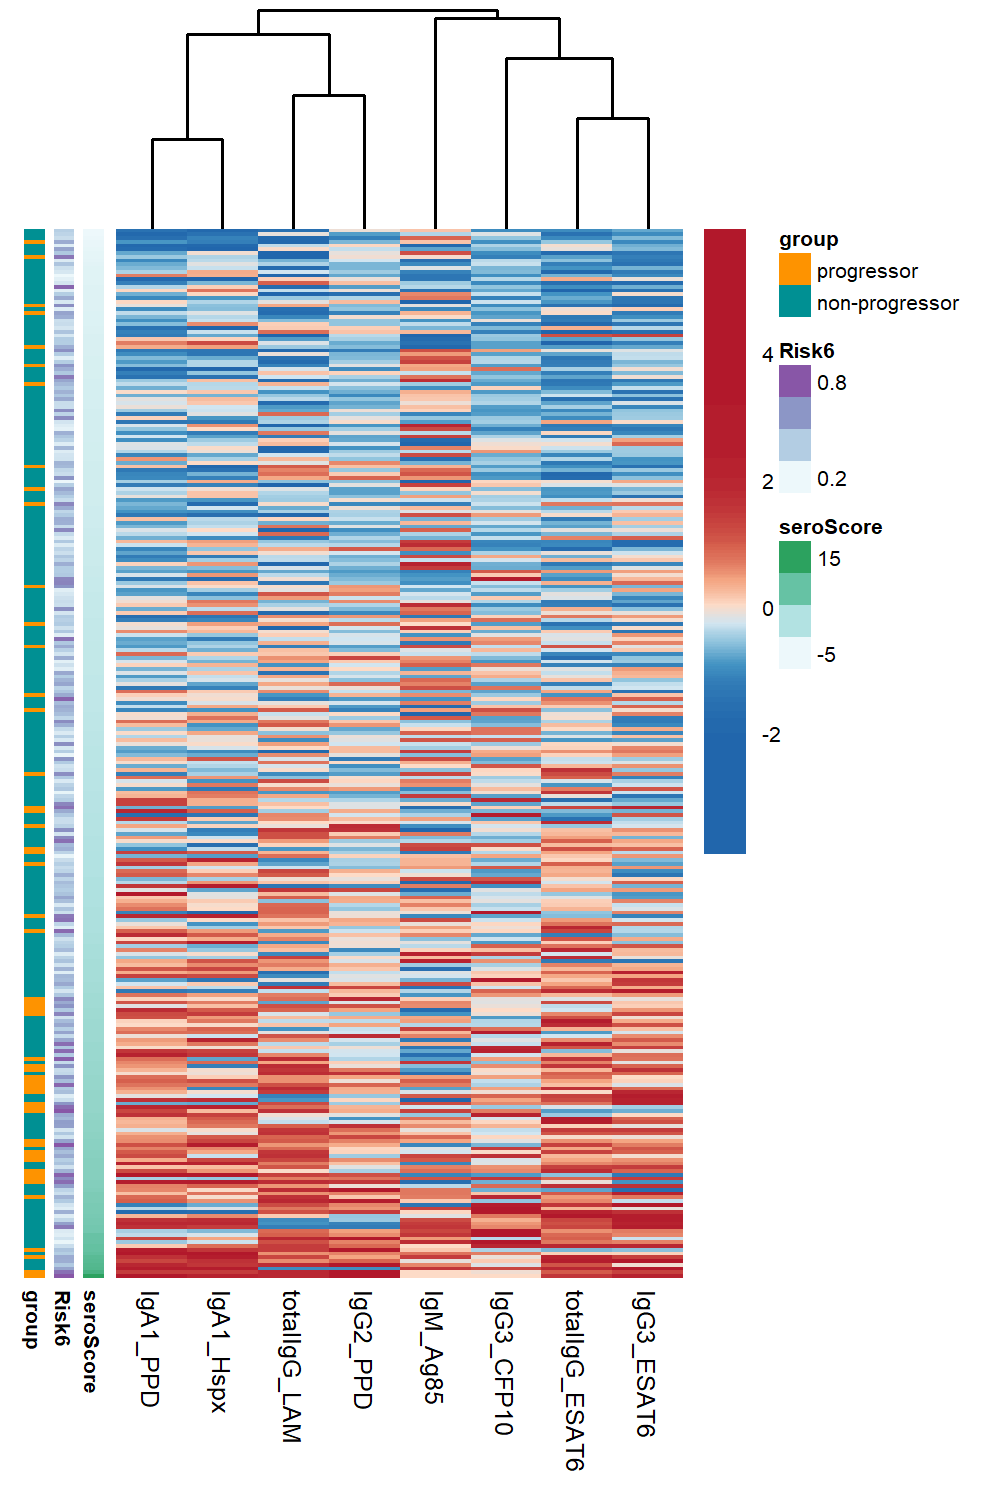 group
progressor
non-progressor
4
Risk6
0.8
2
0.2
seroScore
15
0
-5
-2
group
Risk6
seroScore
IgA1_PPD
IgA1_Hspx
totalIgG_LAM
IgG2_PPD
IgM_Ag85
IgG3_CFP10
totalIgG_ESAT6
IgG3_ESAT6